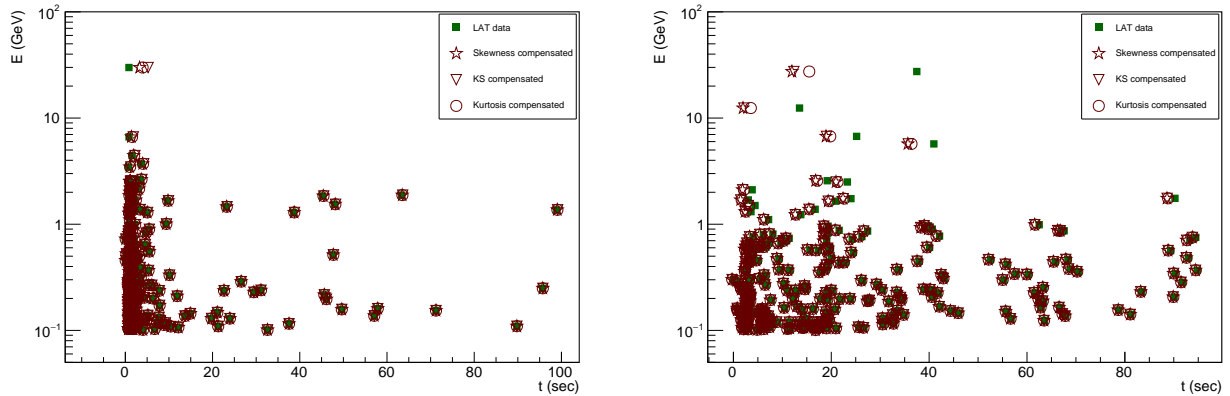 E (GeV)
10²
10
1
10⁻¹
LAT data
Skewness compensated
KS compensated
Kurtosis compensated
0 20 40 60 80 100
t (sec)
E (GeV)
10²
10
1
10⁻¹
LAT data
Skewness compensated
KS compensated
Kurtosis compensated
0 20 40 60 80
t (sec)